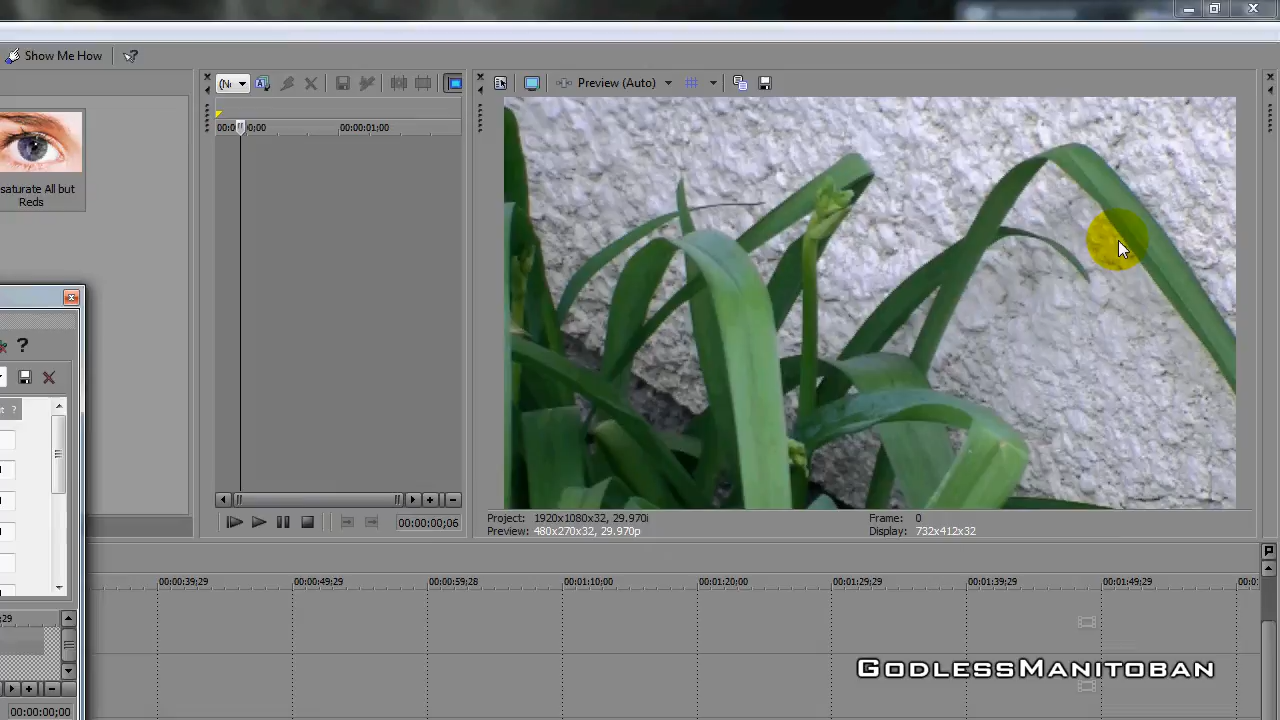 Show Me How
Preview (Auto)
00:00:01:00
saturate All but
Reds
Project: 1920x1080x32, 29.970i
Frame: 0
Preview: 480x270x32, 29.970p
Display: 732x412x32
00:00:00;06
00:00:39;29
00:00:49;29
00:00:59;28
00:01:10;00
00:01:20;00
00:01:29;29
00:01:39;29
00:01:49;29
GodlessManitoban
00:00:00;00